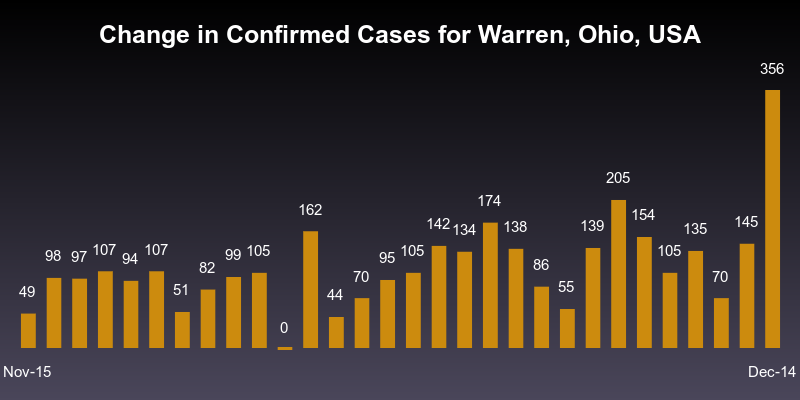 Change in Confirmed Cases for Warren, Ohio, USA
49 98 97 107 94 107 51 82 99 105 0 162 44 70 95 105 142 134 174 138 86 55 139 205 154 105 135 70 145 356
Nov-15 Dec-14